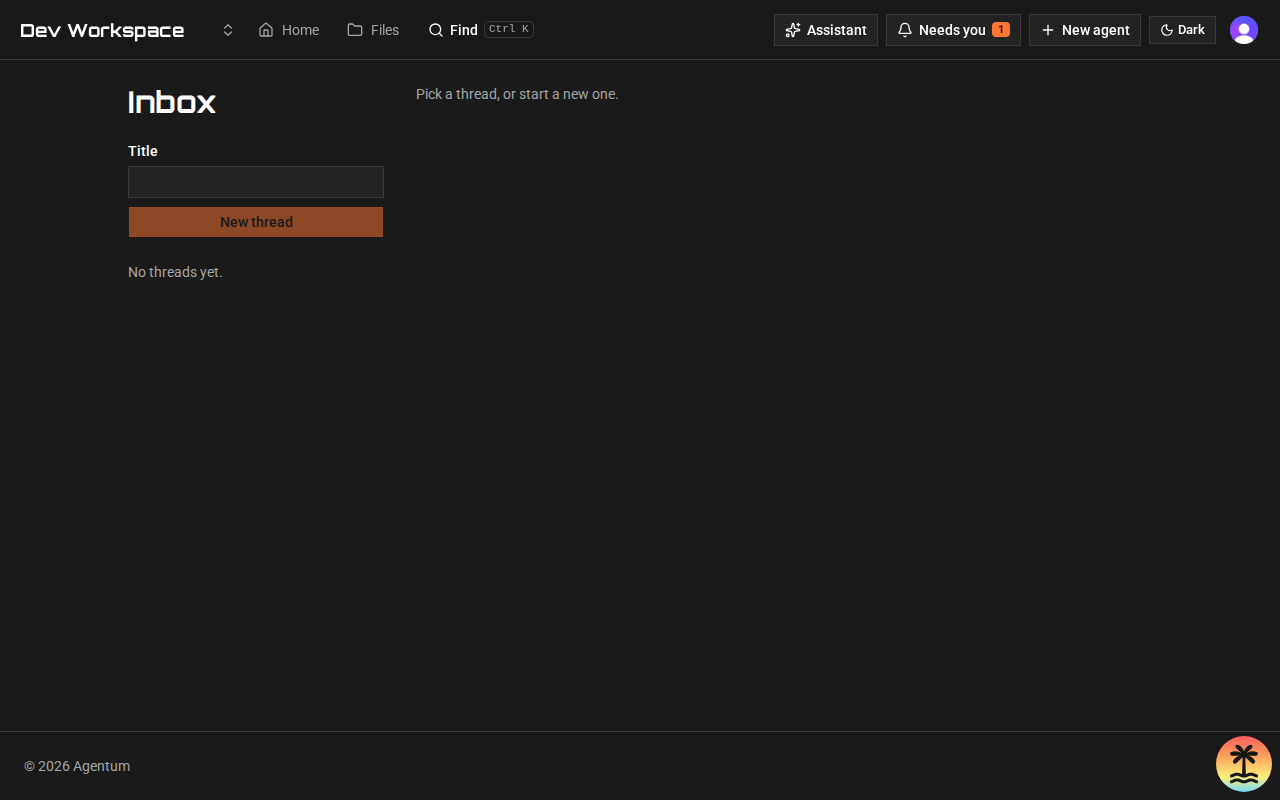 Dev Workspace
Home
Files
Find Ctrl K
Assistant
Needs you 1
New agent
Dark
Inbox
Pick a thread, or start a new one.
Title
New thread
No threads yet.
© 2026 Agentum